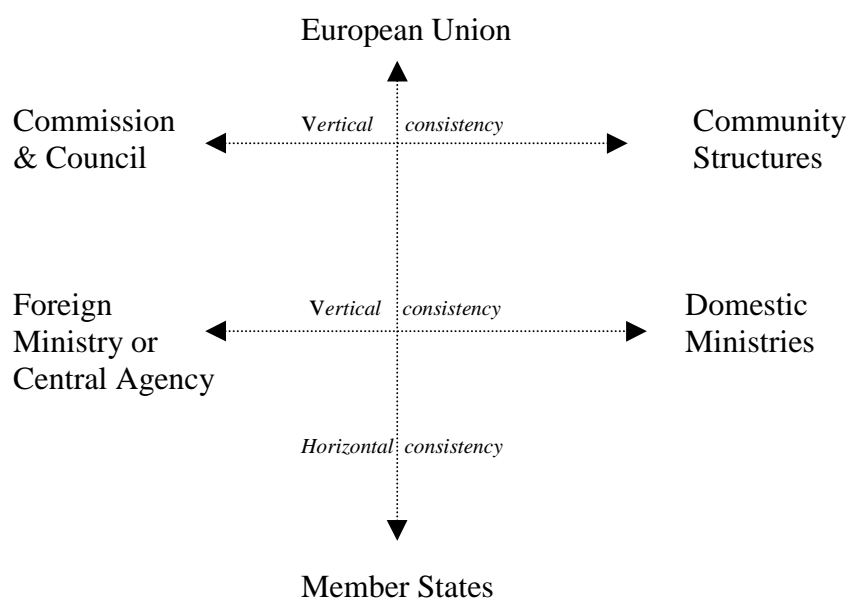 European Union
Commission
& Council
Vertical consistency
Community
Structures
Foreign
Ministry or
Central Agency
Vertical consistency
Domestic
Ministries
Horizontal consistency
Member States